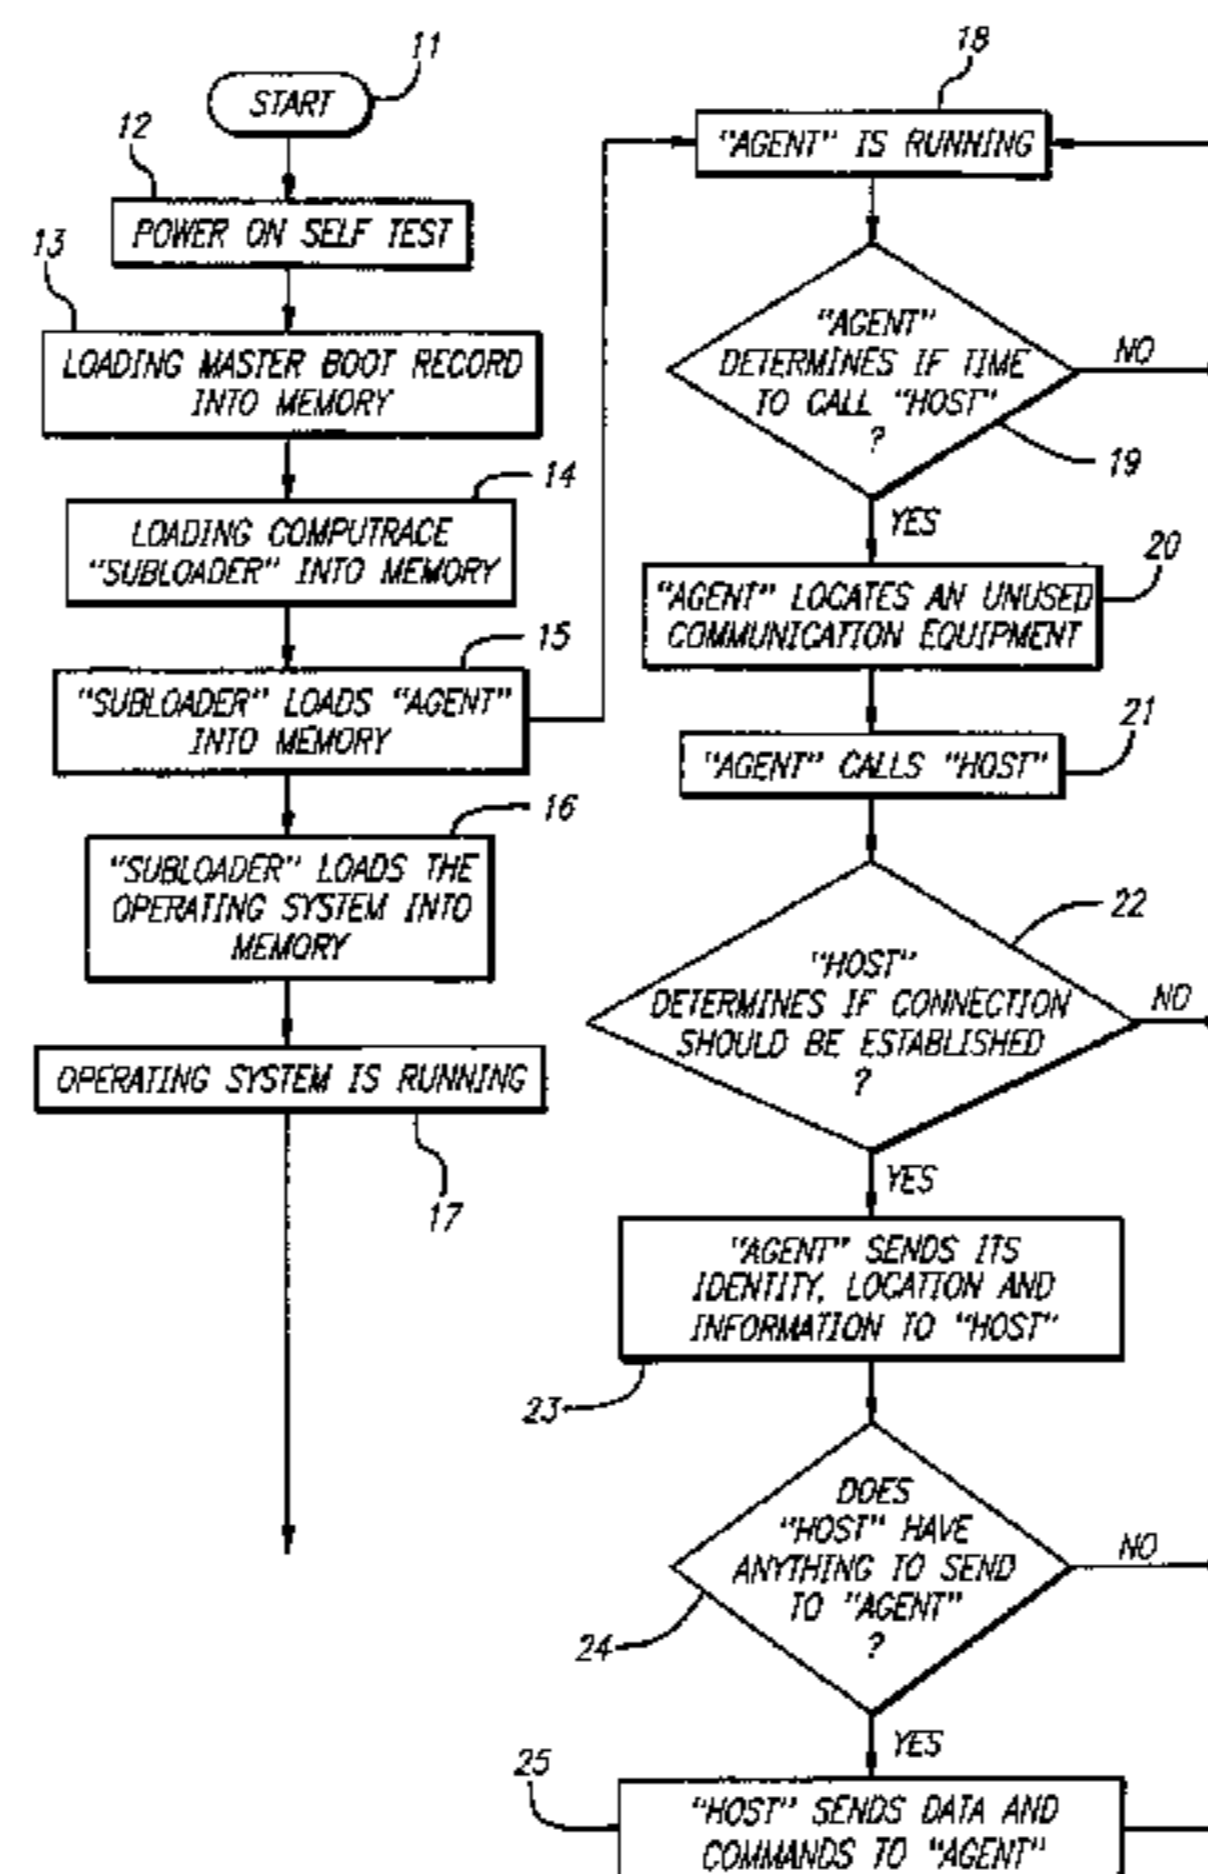 11
START
12
POWER ON SELF TEST
13
LOADING MASTER BOOT RECORD
INTO MEMORY
14
LOADING COMPUTRACE
"SUBLOADER" INTO MEMORY
15
"SUBLOADER" LOADS "AGENT"
INTO MEMORY
16
"SUBLOADER" LOADS THE
OPERATING SYSTEM INTO
MEMORY
OPERATING SYSTEM IS RUNNING
17
18
"AGENT" IS RUNNING
"AGENT"
DETERMINES IF TIME
TO CALL "HOST"
?
NO
19
YES
20
"AGENT" LOCATES AN UNUSED
COMMUNICATION EQUIPMENT
21
"AGENT" CALLS "HOST"
22
"HOST"
DETERMINES IF CONNECTION
SHOULD BE ESTABLISHED
?
NO
YES
"AGENT" SENDS ITS
IDENTITY, LOCATION AND
INFORMATION TO "HOST"
23
DOES
"HOST" HAVE
ANYTHING TO SEND
TO "AGENT"
?
NO
24
YES
25
"HOST" SENDS DATA AND
COMMANDS TO "AGENT"